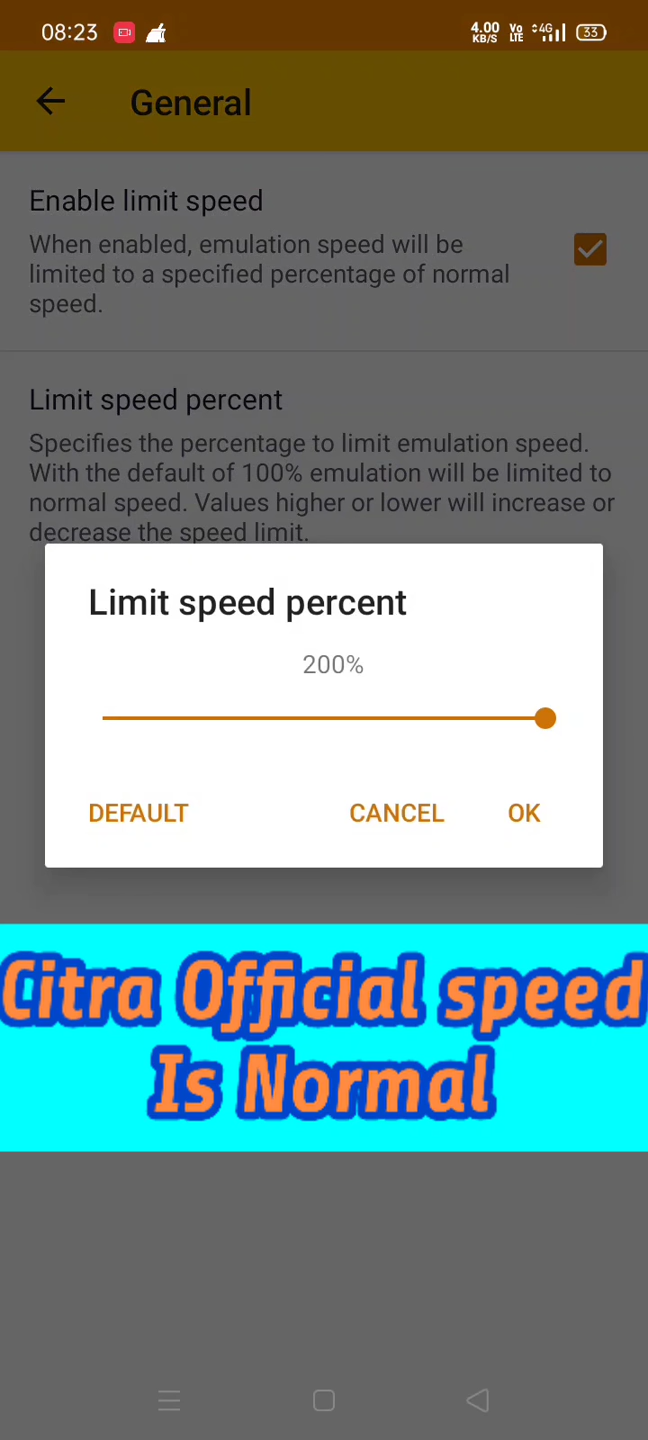 08:23
4.00 KB/S Vo LTE 4G 33
General
Enable limit speed
When enabled, emulation speed will be
limited to a specified percentage of normal
speed.
Limit speed percent
Specifies the percentage to limit emulation speed.
With the default of 100% emulation will be limited to
normal speed. Values higher or lower will increase or
decrease the speed limit.
Limit speed percent
200%
DEFAULT CANCEL OK
Citra Official speed
Is Normal